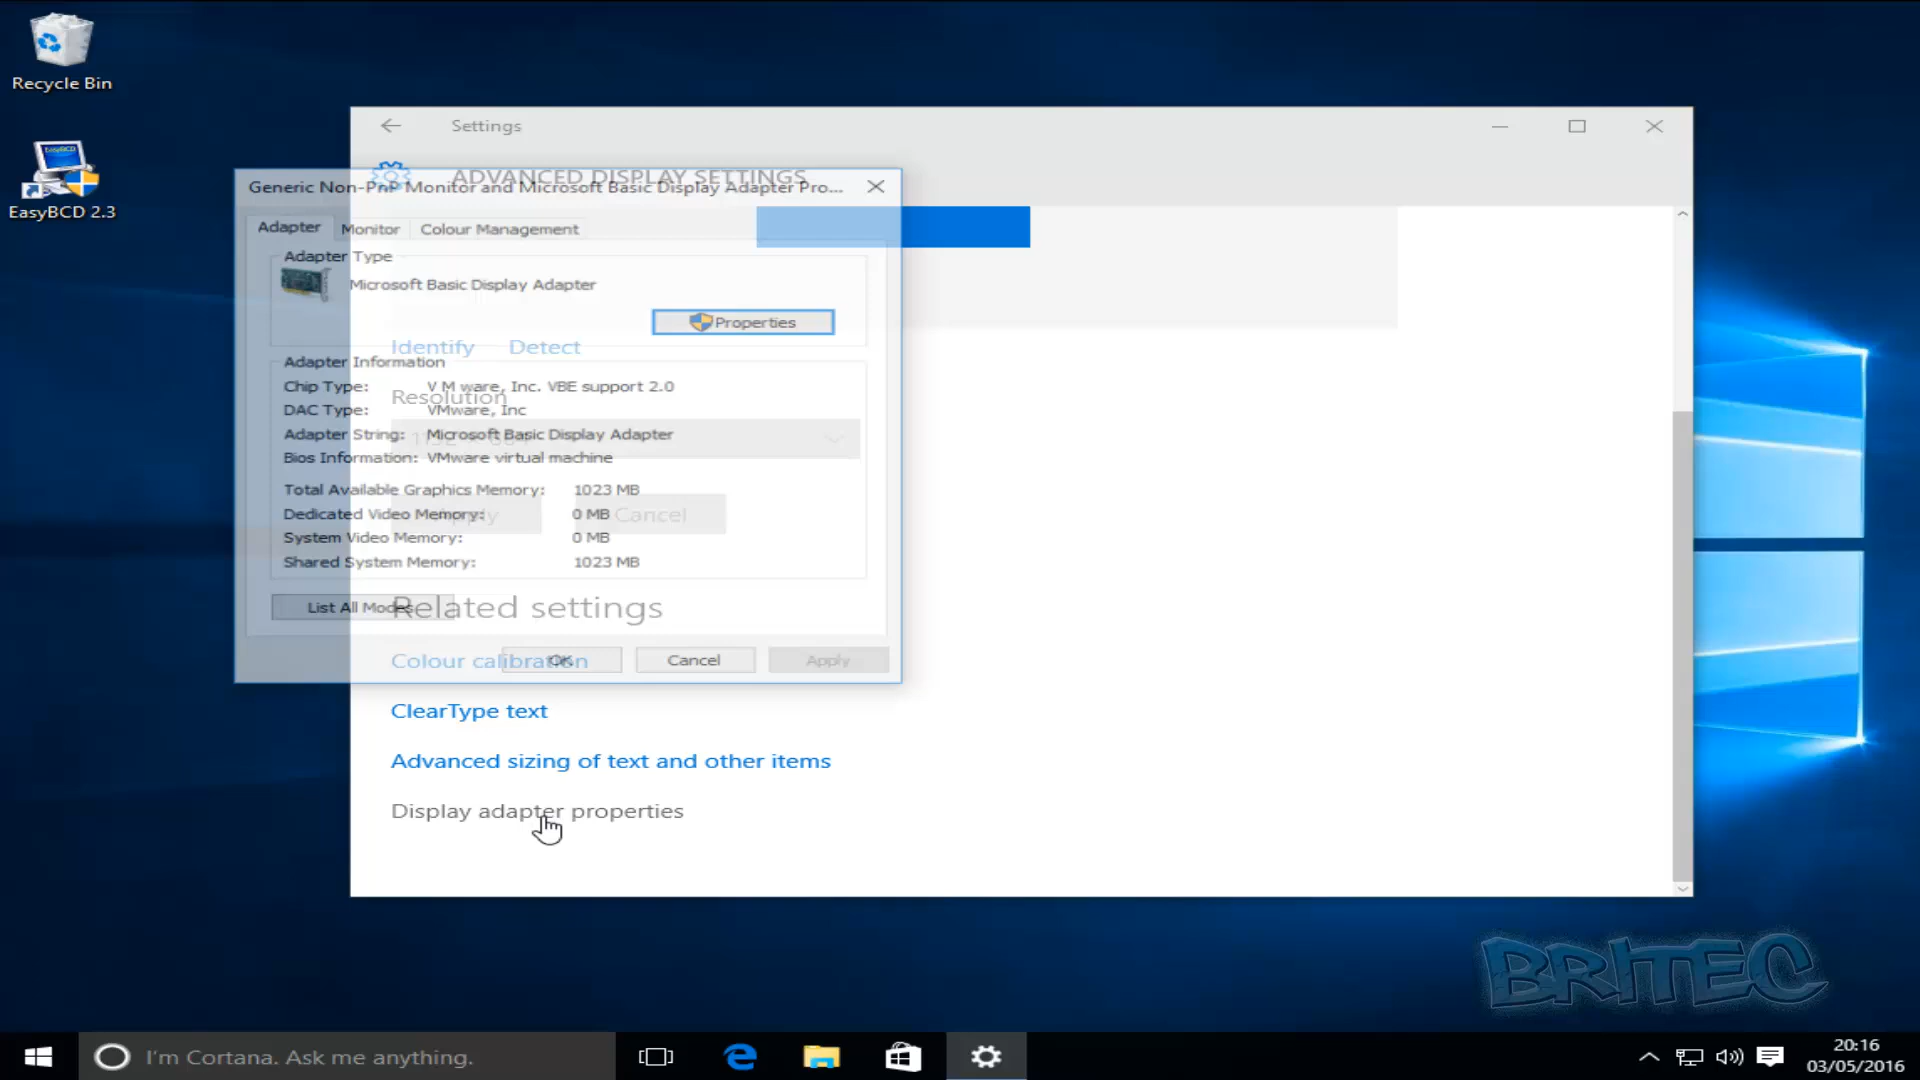 Recycle Bin
EasyBCD 2.3
Settings
ADVANCED DISPLAY SETTINGS
Generic Non-PnP Monitor and Microsoft Basic Display Adapter Pro...
Adapter Monitor Colour Management
Adapter Type
Microsoft Basic Display Adapter
Properties
Identify Detect
Adapter Information
Chip Type: V M ware, Inc. VBE support 2.0
Resolution
DAC Type: VMware, Inc
Adapter String: Microsoft Basic Display Adapter
Bios Information: VMware virtual machine
Total Available Graphics Memory: 1023 MB
Dedicated Video Memory: 0 MB
Apply Cancel
System Video Memory: 0 MB
Shared System Memory: 1023 MB
List All Modes...
Related settings
Colour calibration
OK Cancel Apply
ClearType text
Advanced sizing of text and other items
Display adapter properties
BRITEC
I'm Cortana. Ask me anything.
20:16
03/05/2016